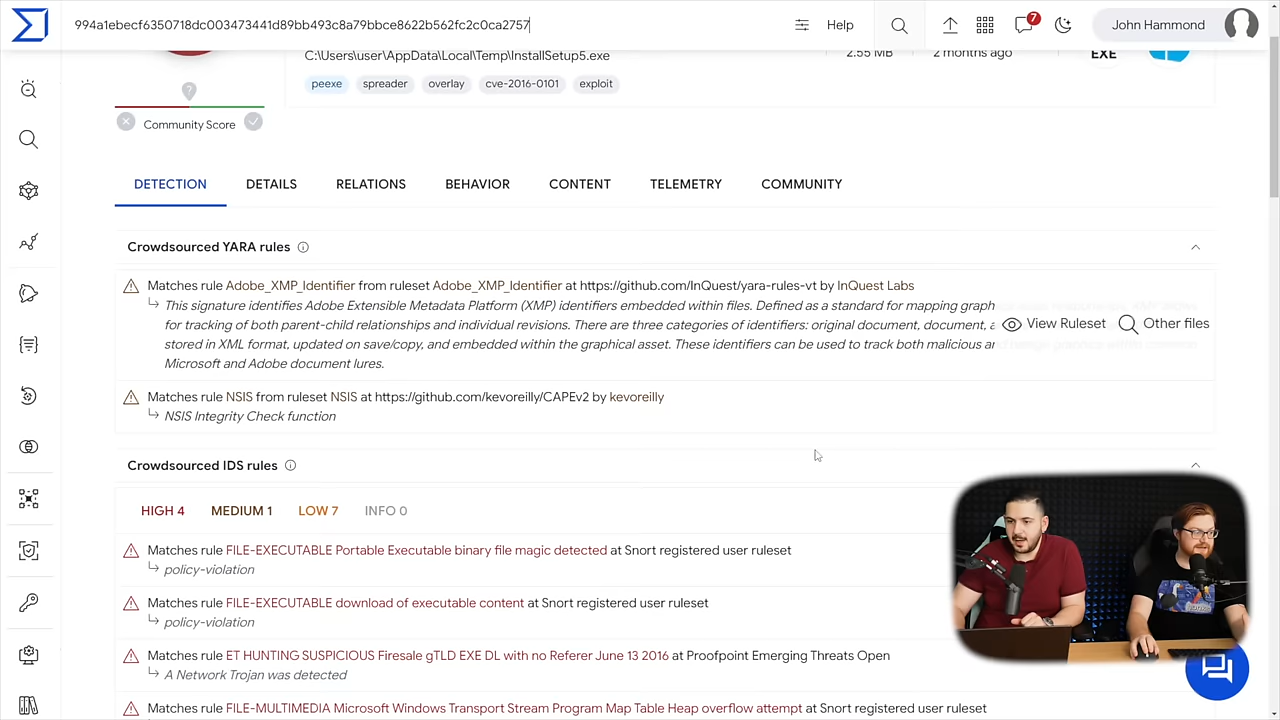 994a1ebecf6350718dc003473441d89bb493c8a79bbce8622b562fc2c0ca2757
Help
7
John Hammond
C:\Users\user\AppData\Local\Temp\InstallSetup5.exe
2.55 MB
2 months ago
EXE
peexe
spreader
overlay
cve-2016-0101
exploit
?
Community Score
DETECTION
DETAILS
RELATIONS
BEHAVIOR
CONTENT
TELEMETRY
COMMUNITY
Crowdsourced YARA rules
Matches rule Adobe_XMP_Identifier from ruleset Adobe_XMP_Identifier at https://github.com/InQuest/yara-rules-vt by InQuest Labs
This signature identifies Adobe Extensible Metadata Platform (XMP) identifiers embedded within files. Defined as a standard for mapping graph
for tracking of both parent-child relationships and individual revisions. There are three categories of identifiers: original document, document, a
View Ruleset
Other files
stored in XML format, updated on save/copy, and embedded within the graphical asset. These identifiers can be used to track both malicious an
Microsoft and Adobe document lures.
Matches rule NSIS from ruleset NSIS at https://github.com/kevoreilly/CAPEv2 by kevoreilly
NSIS Integrity Check function
Crowdsourced IDS rules
HIGH 4
MEDIUM 1
LOW 7
INFO 0
Matches rule FILE-EXECUTABLE Portable Executable binary file magic detected at Snort registered user ruleset
policy-violation
Matches rule FILE-EXECUTABLE download of executable content at Snort registered user ruleset
policy-violation
Matches rule ET HUNTING SUSPICIOUS Firesale gTLD EXE DL with no Referer June 13 2016 at Proofpoint Emerging Threats Open
A Network Trojan was detected
Matches rule FILE-MULTIMEDIA Microsoft Windows Transport Stream Program Map Table Heap overflow attempt at Snort registered user ruleset